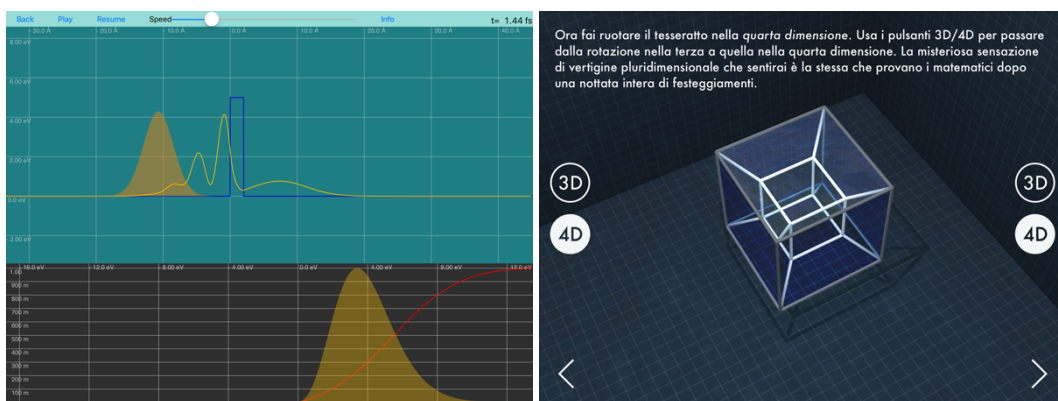 Back Play Resume Speed Info t= 1.44 fs
-30.0 Å -20.0 Å -10.0 Å 0.0 Å 10.0 Å 20.0 Å 30.0 Å 40.0 Å
8.00 eV
6.00 eV
4.00 eV
2.00 eV
0.0 eV
-2.00 eV
-16.0 eV -12.0 eV -8.00 eV -4.00 eV 0.0 eV 4.00 eV 8.00 eV 12.0 eV
1.00
900 m
800 m
700 m
600 m
500 m
400 m
300 m
200 m
100 m
Ora fai ruotare il tesseratto nella quarta dimensione. Usa i pulsanti 3D/4D per passare
dalla rotazione nella terza a quella nella quarta dimensione. La misteriosa sensazione
di vertigine pluridimensionale che sentirai è la stessa che provano i matematici dopo
una nottata intera di festeggiamenti.
3D 3D
4D 4D